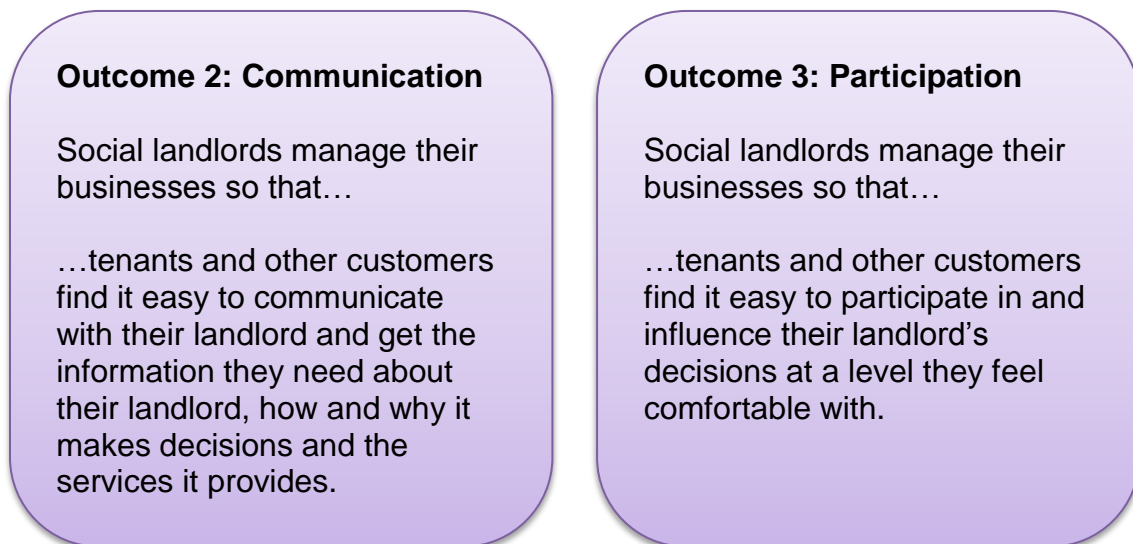 Outcome 2: Communication
Social landlords manage their
businesses so that…
…tenants and other customers
find it easy to communicate
with their landlord and get the
information they need about
their landlord, how and why it
makes decisions and the
services it provides.
Outcome 3: Participation
Social landlords manage their
businesses so that…
…tenants and other customers
find it easy to participate in and
influence their landlord’s
decisions at a level they feel
comfortable with.